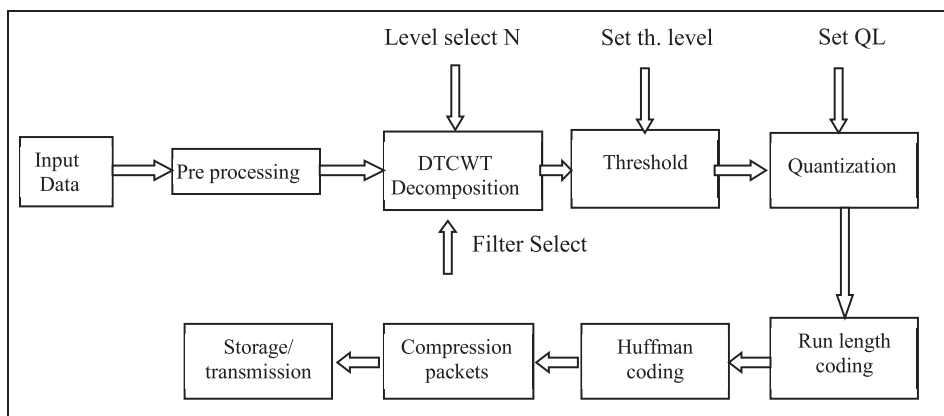 Level select N
Set th. level
Set QL
Input
Data
Pre processing
DTCWT
Decomposition
Threshold
Quantization
Filter Select
Storage/
transmission
Compression
packets
Huffman
coding
Run length
coding